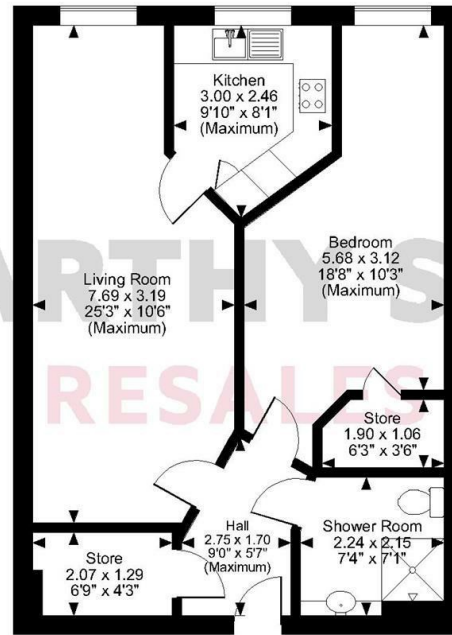 Kitchen
3.00 x 2.46
9'10" x 8'1"
(Maximum)
Living Room
7.69 x 3.19
25'3" x 10'6"
(Maximum)
Bedroom
5.68 x 3.12
18'8" x 10'3"
(Maximum)
ARTHY S
RESALES
Store
1.90 x 1.06
6'3" x 3'6"
Hall
2.75 x 1.70
9'0" x 5'7"
(Maximum)
Shower Room
2.24 x 2.15
7'4" x 7'1"
Store
2.07 x 1.29
6'9" x 4'3"